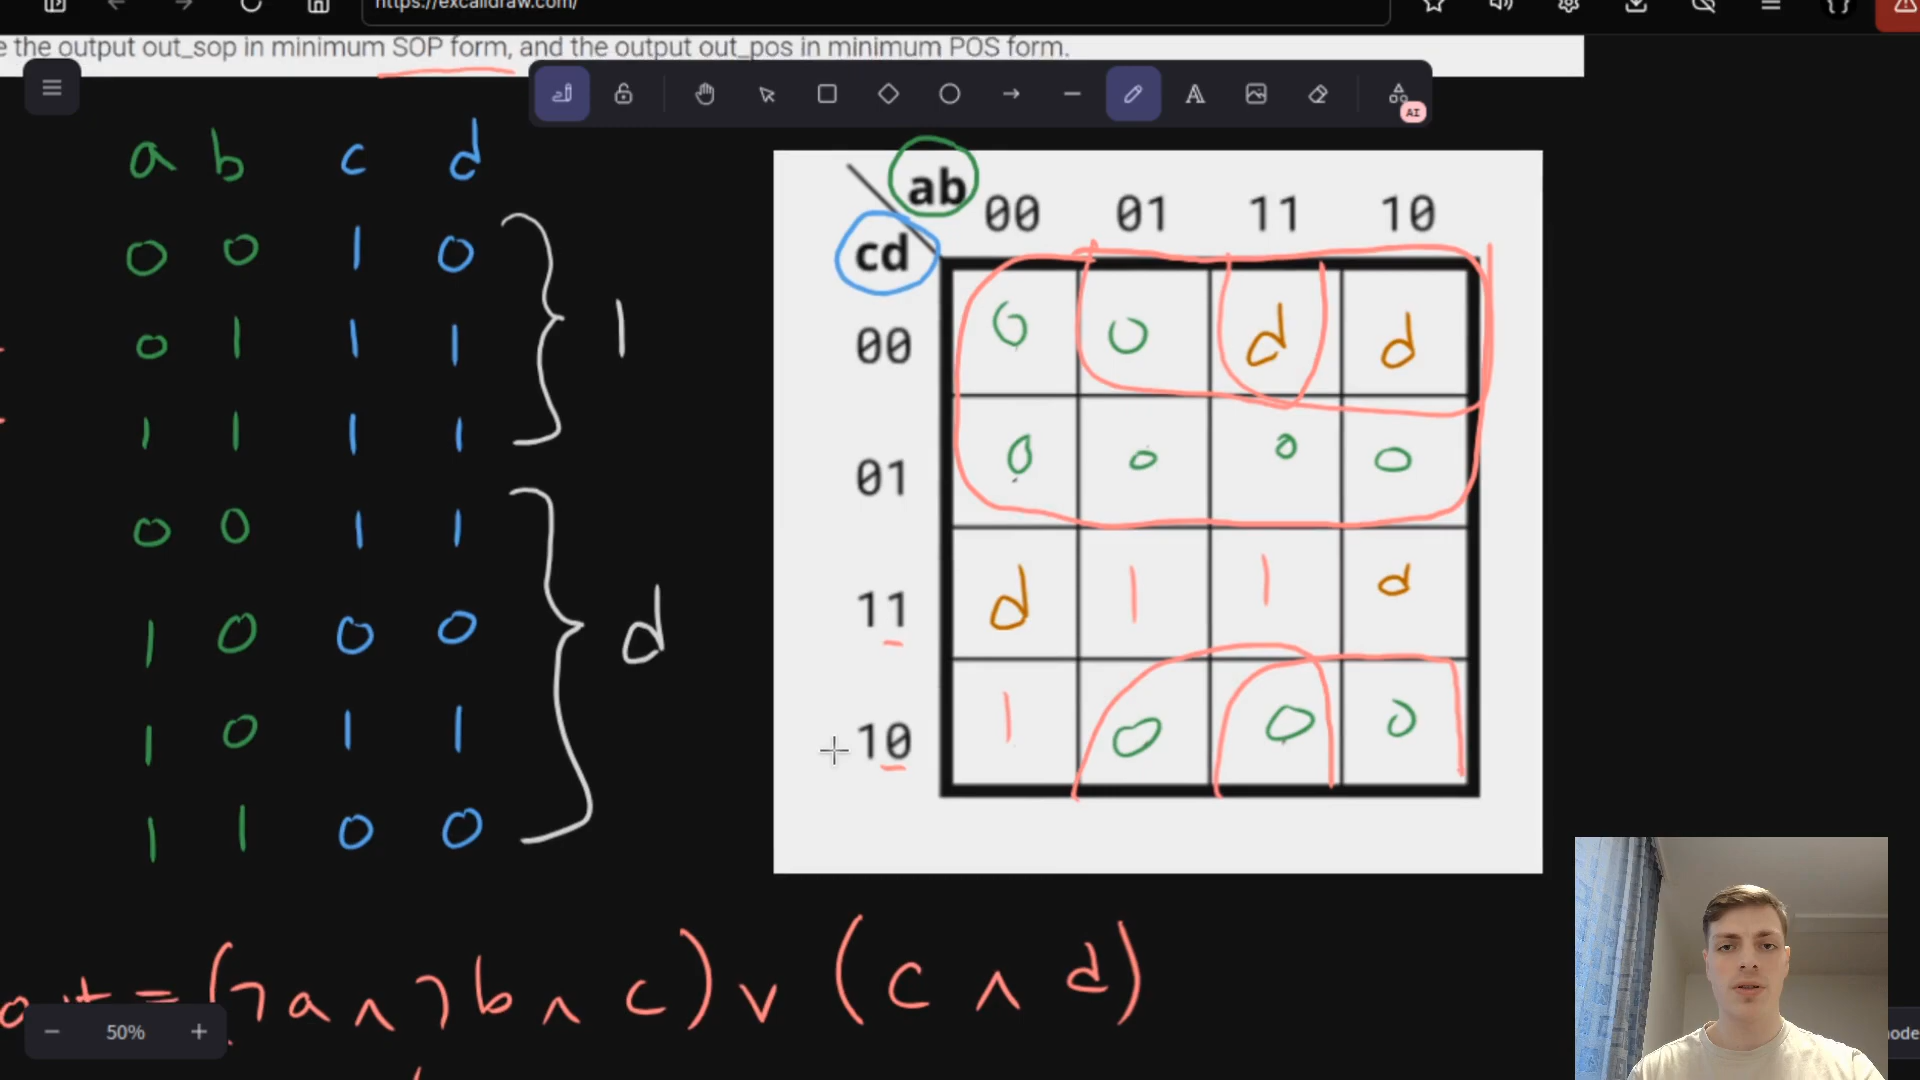 https://excalidraw.com/
e the output out_sop in minimum SOP form, and the output out_pos in minimum POS form.
AI
a b c d
0 0 1 0
0 1 1 1
1 1 1 1
1
0 0 1 1
1 0 0 0
1 0 1 1
1 1 0 0
d
ab
cd
00 01 11 10
00 0 0 d d
01 0 0 0 0
11 d 1 1 d
10 1 0 0 0
out = (¬a ∧ ¬b ∧ c) ∨ (c ∧ d)
50%
ode